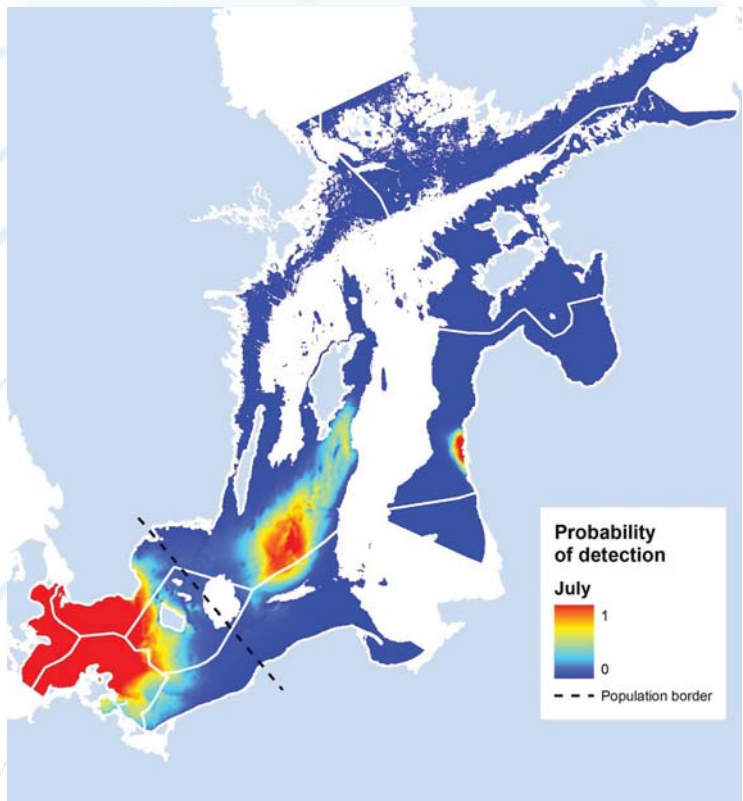 Probability
of detection
July
1
0
Population border